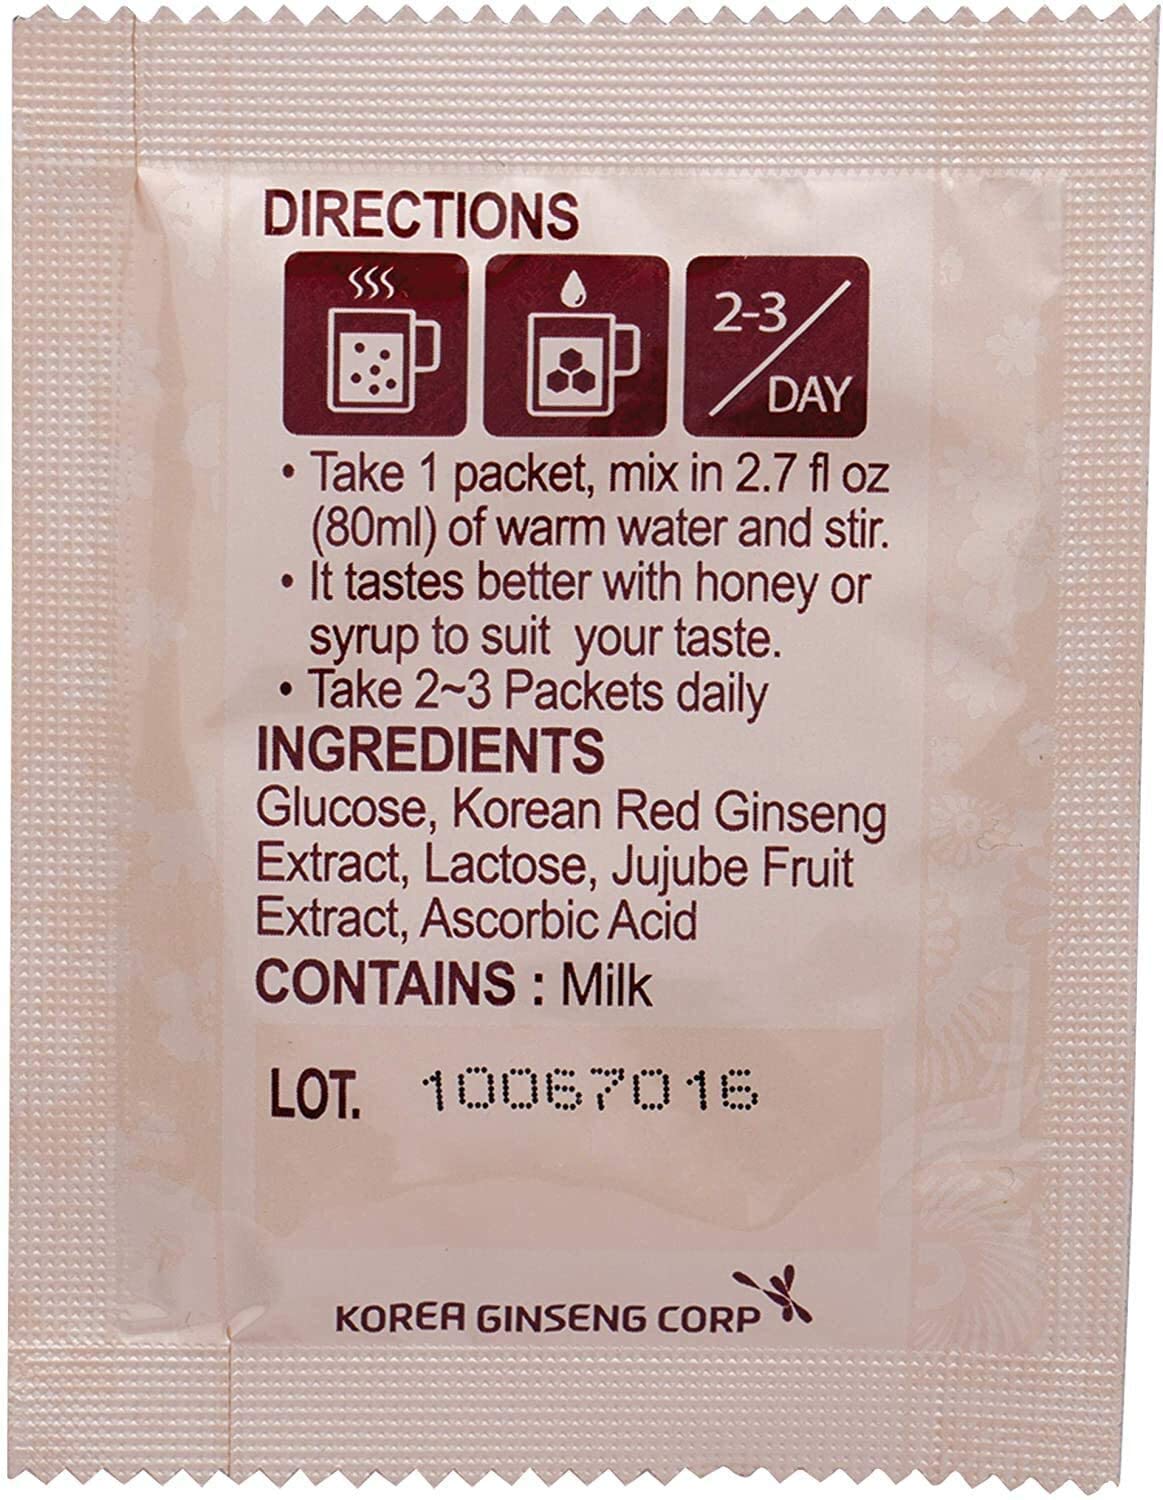 DIRECTIONS
2-3/DAY
• Take 1 packet, mix in 2.7 fl oz
(80ml) of warm water and stir.
• It tastes better with honey or
syrup to suit  your taste.
• Take 2~3 Packets daily
INGREDIENTS
Glucose, Korean Red Ginseng
Extract, Lactose, Jujube Fruit
Extract, Ascorbic Acid
CONTAINS : Milk
LOT. 10067016
KOREA GINSENG CORP